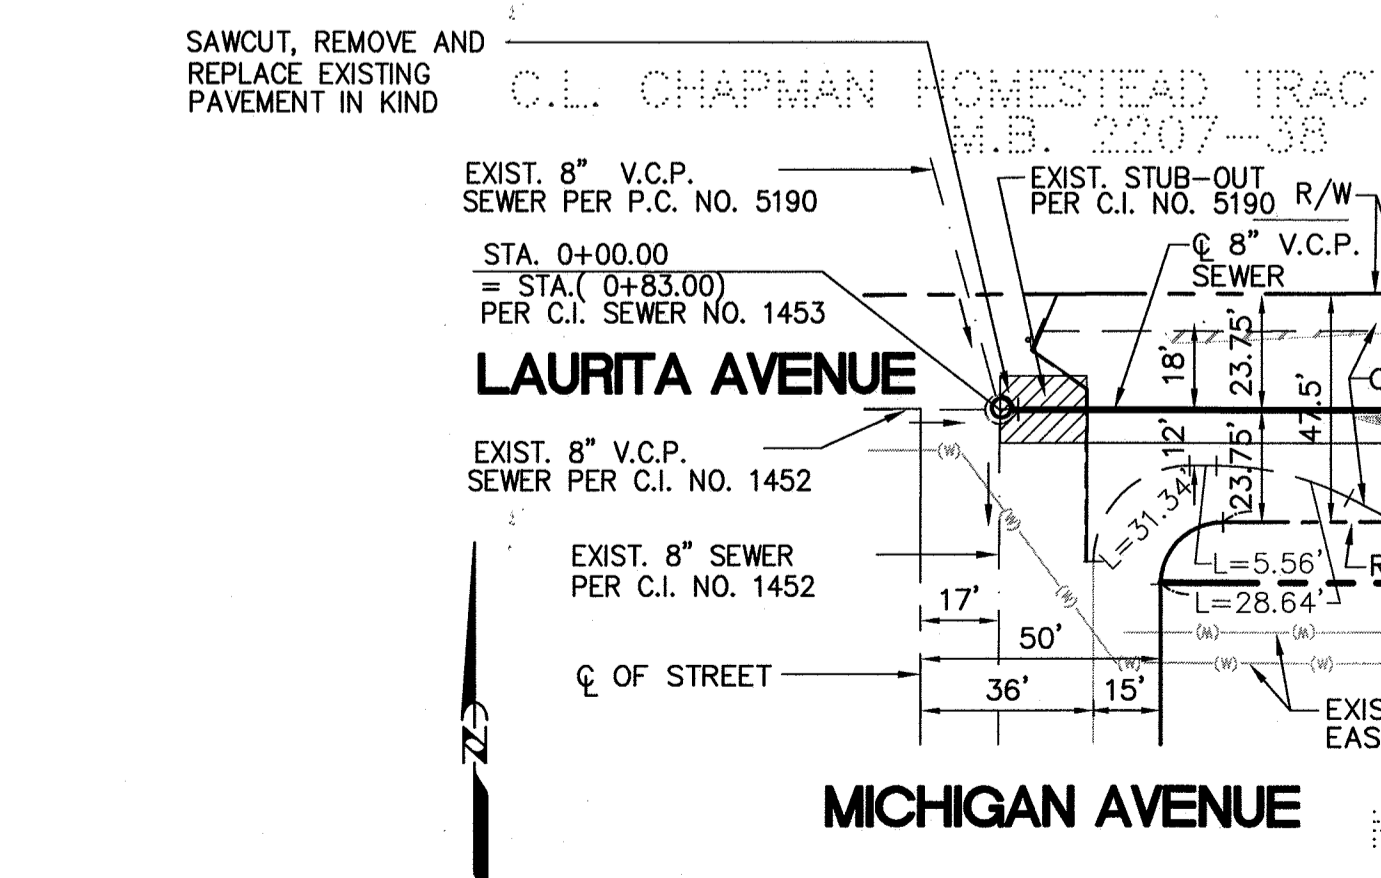 SAWCUT, REMOVE AND
REPLACE EXISTING
PAVEMENT IN KIND
C.L. CHAPMAN HOMESTEAD TRAC
M.B. 2207-38
EXIST. 8" V.C.P.
SEWER PER P.C. NO. 5190
EXIST. STUB-OUT
PER C.I. NO. 5190
R/W
℄ 8" V.C.P.
SEWER
STA. 0+00.00
= STA.( 0+83.00)
PER C.I. SEWER NO. 1453
LAURITA AVENUE
18'
23.75'
47.5'
12'
23.75'
EXIST. 8" V.C.P.
SEWER PER C.I. NO. 1452
(W)
L=31.34'
(W)
EXIST. 8" SEWER
PER C.I. NO. 1452
L=5.56'
R
(W)
L=28.64'
17'
50'
(M)
(M)
(W)
(W)
(W)
℄ OF STREET
36'
15'
EXIS
EAS
MICHIGAN AVENUE